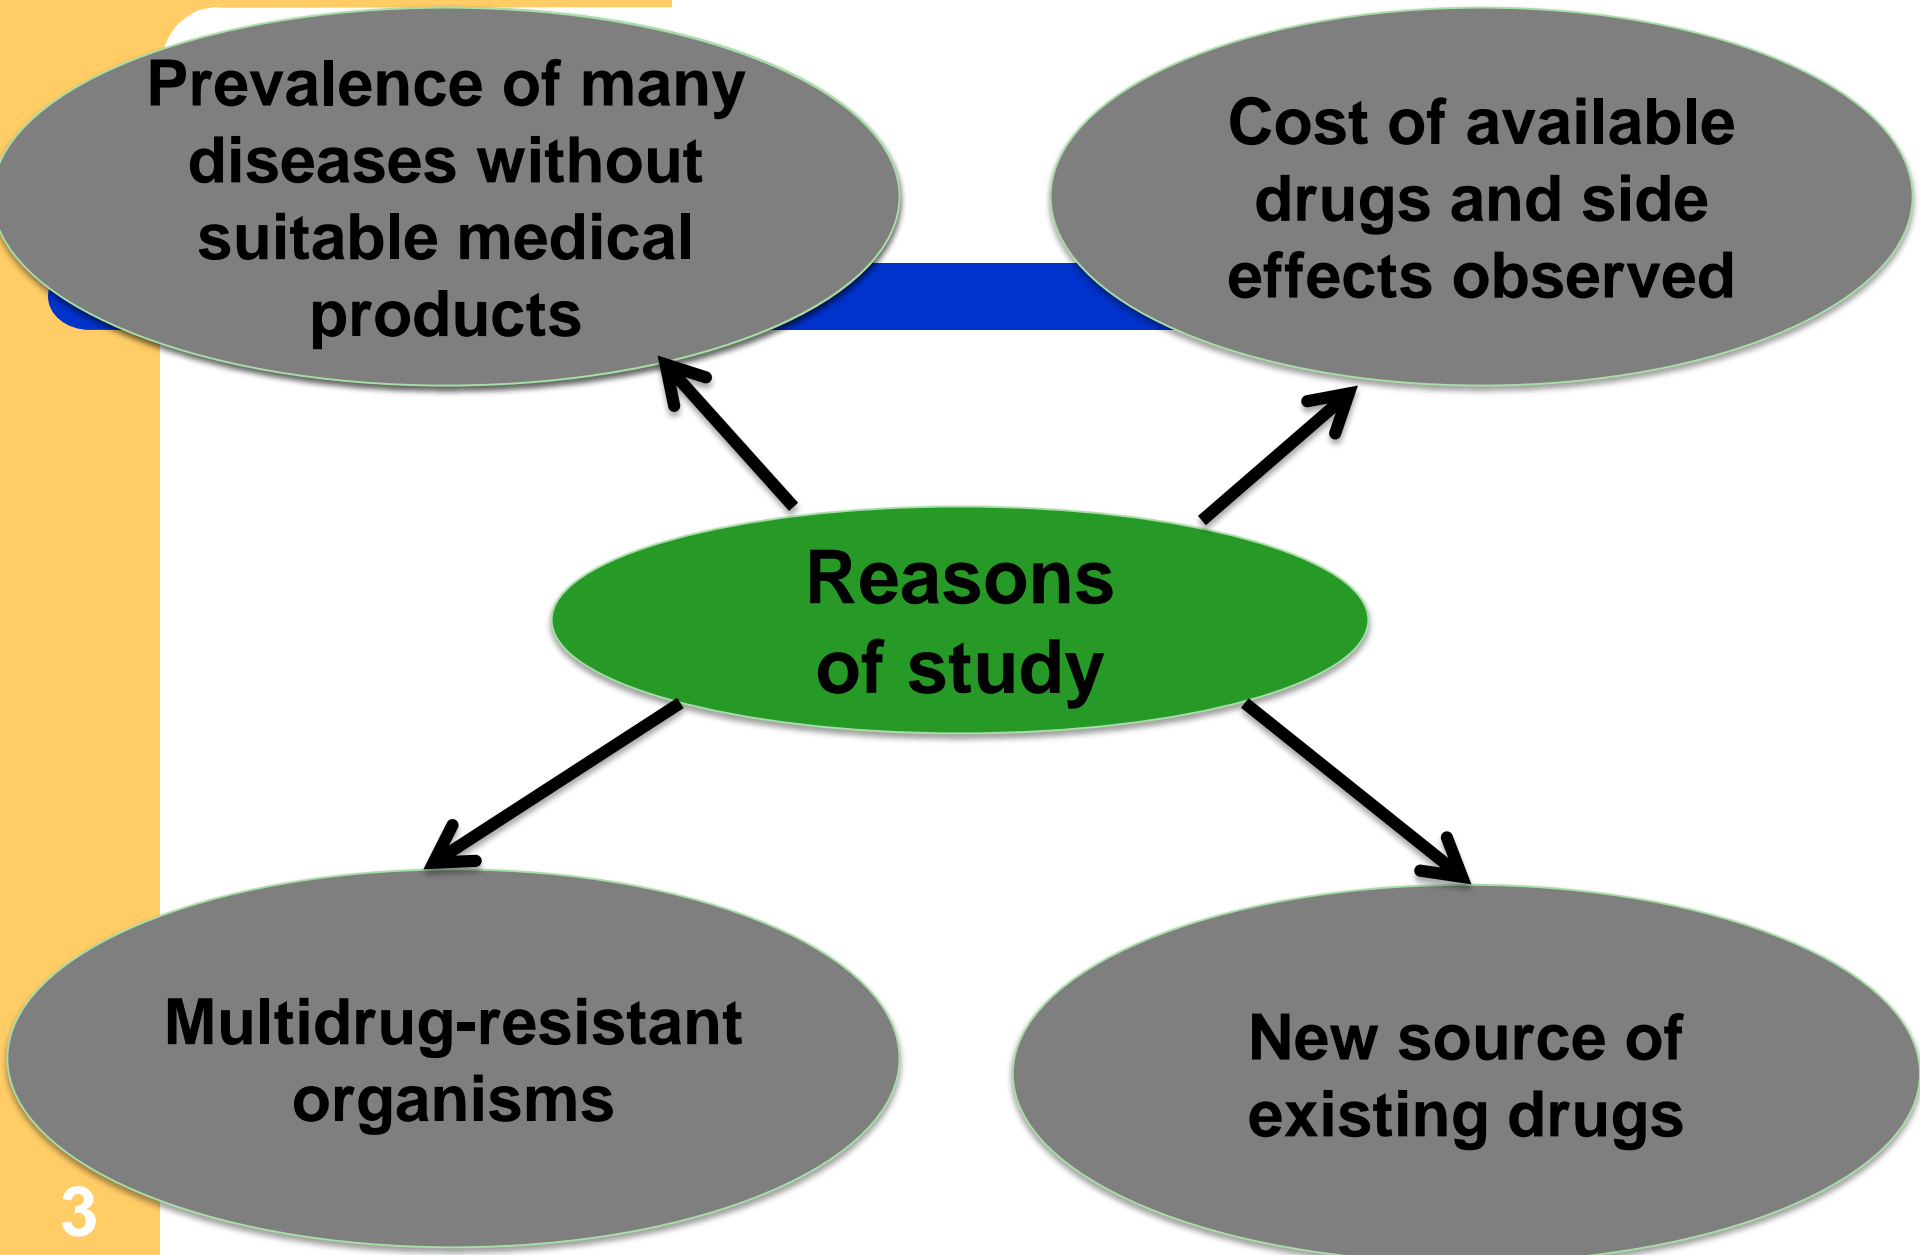 Prevalence of many
diseases without
suitable medical
products
Cost of available
drugs and side
effects observed
Reasons
of study
Multidrug-resistant
organisms
New source of
existing drugs
3